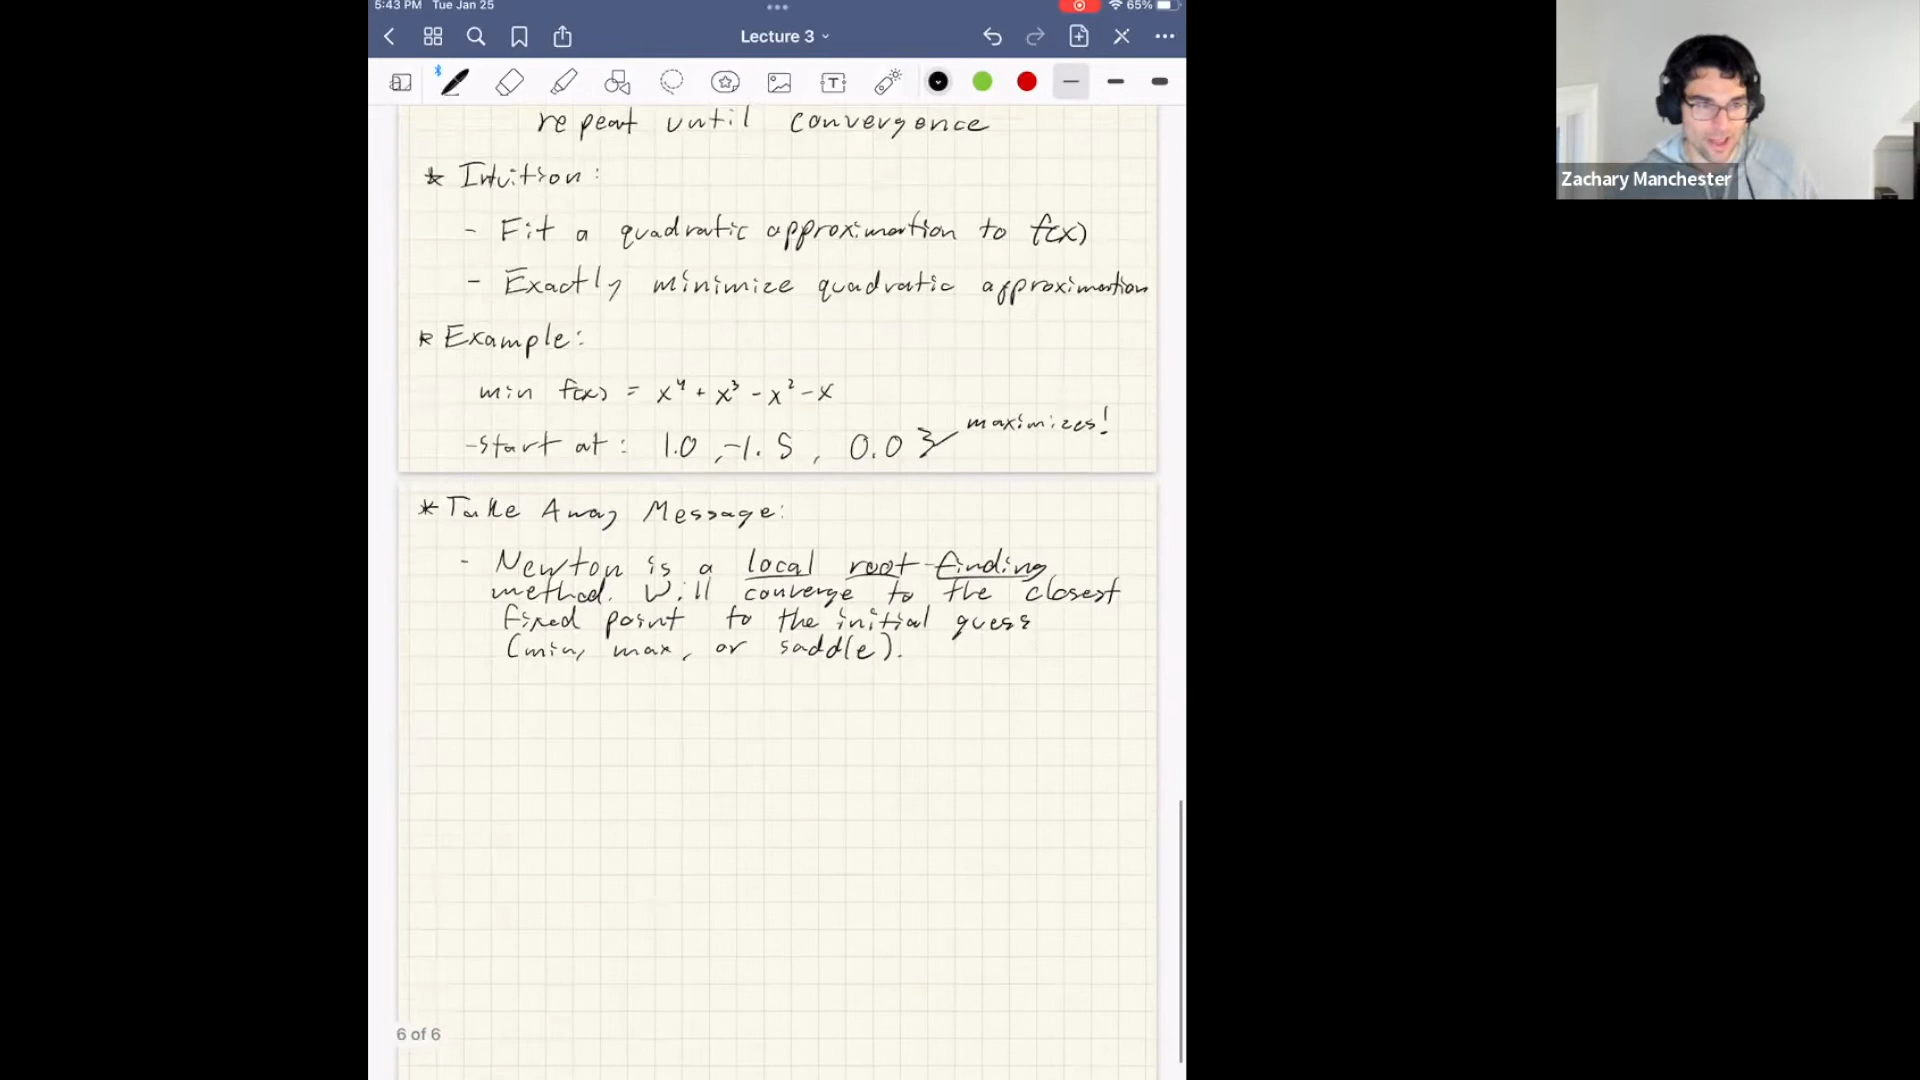 5:43 PM Tue Jan 25
65%
Lecture 3
Zachary Manchester
repeat until convergence
* Intuition:
- Fit a quadratic approximation to f(x)
- Exactly minimize quadratic approximation
* Example:
min f(x) = x⁴ + x³ - x² - x
maximizes!
- start at : 1.0 , -1.5 , 0.0
* Take Away Message:
- Newton is a local root-finding
method. Will converge to the closest
fixed point to the initial guess
(min, max, or saddle).
6 of 6